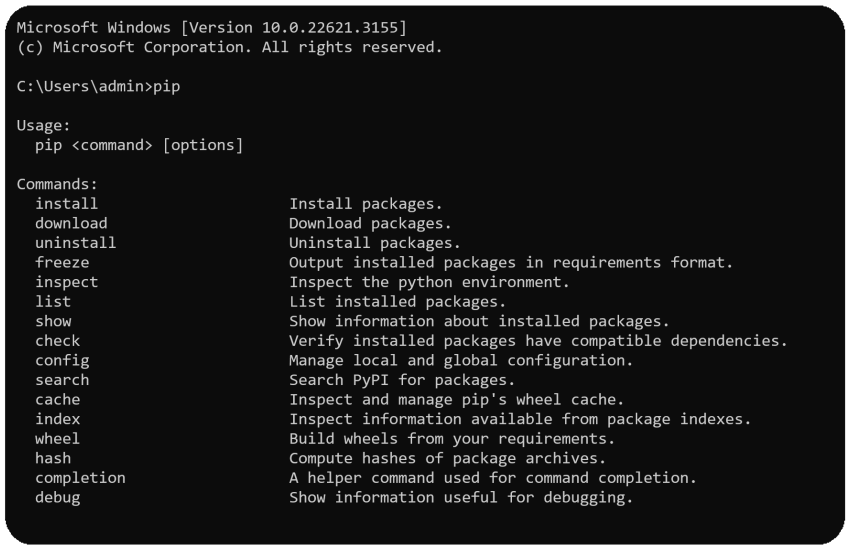 Microsoft Windows [Version 10.0.22621.3155]
(c) Microsoft Corporation. All rights reserved.
C:\Users\admin>pip
Usage:
pip <command> [options]
Commands:
install Install packages.
download Download packages.
uninstall Uninstall packages.
freeze Output installed packages in requirements format.
inspect Inspect the python environment.
list List installed packages.
show Show information about installed packages.
check Verify installed packages have compatible dependencies.
config Manage local and global configuration.
search Search PyPI for packages.
cache Inspect and manage pip's wheel cache.
index Inspect information available from package indexes.
wheel Build wheels from your requirements.
hash Compute hashes of package archives.
completion A helper command used for command completion.
debug Show information useful for debugging.